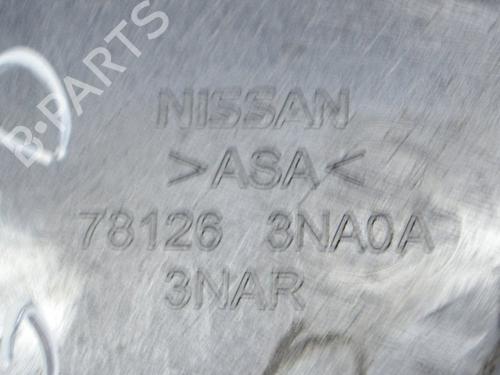 B-PARTS
NISSAN
>ASA<
78126 3NA0A
3NAR